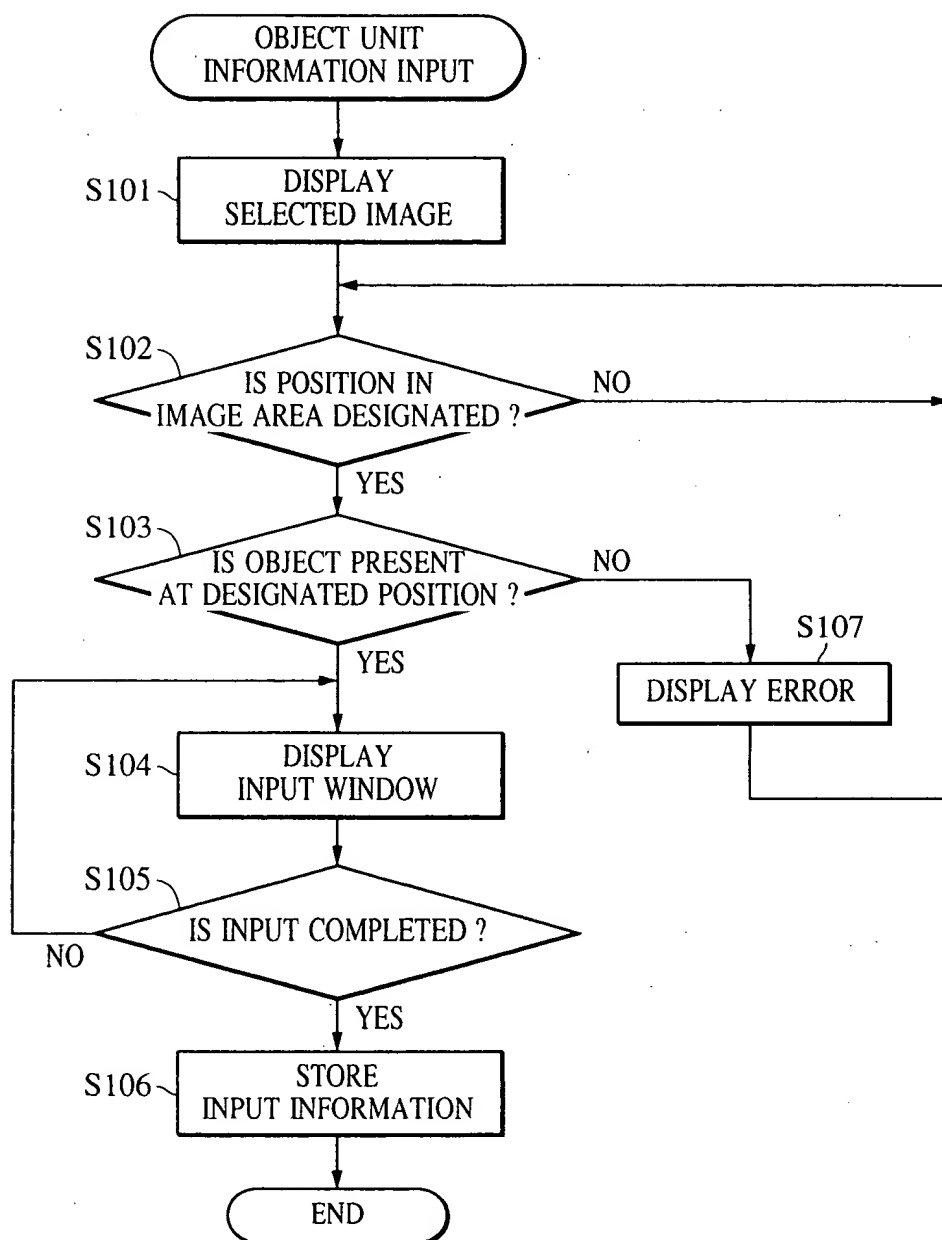 OBJECT UNIT
INFORMATION INPUT
S101
DISPLAY
SELECTED IMAGE
S102
IS POSITION IN
IMAGE AREA DESIGNATED ?
NO
YES
S103
IS OBJECT PRESENT
AT DESIGNATED POSITION ?
NO
YES
S107
DISPLAY ERROR
S104
DISPLAY
INPUT WINDOW
S105
IS INPUT COMPLETED ?
NO
YES
S106
STORE
INPUT INFORMATION
END